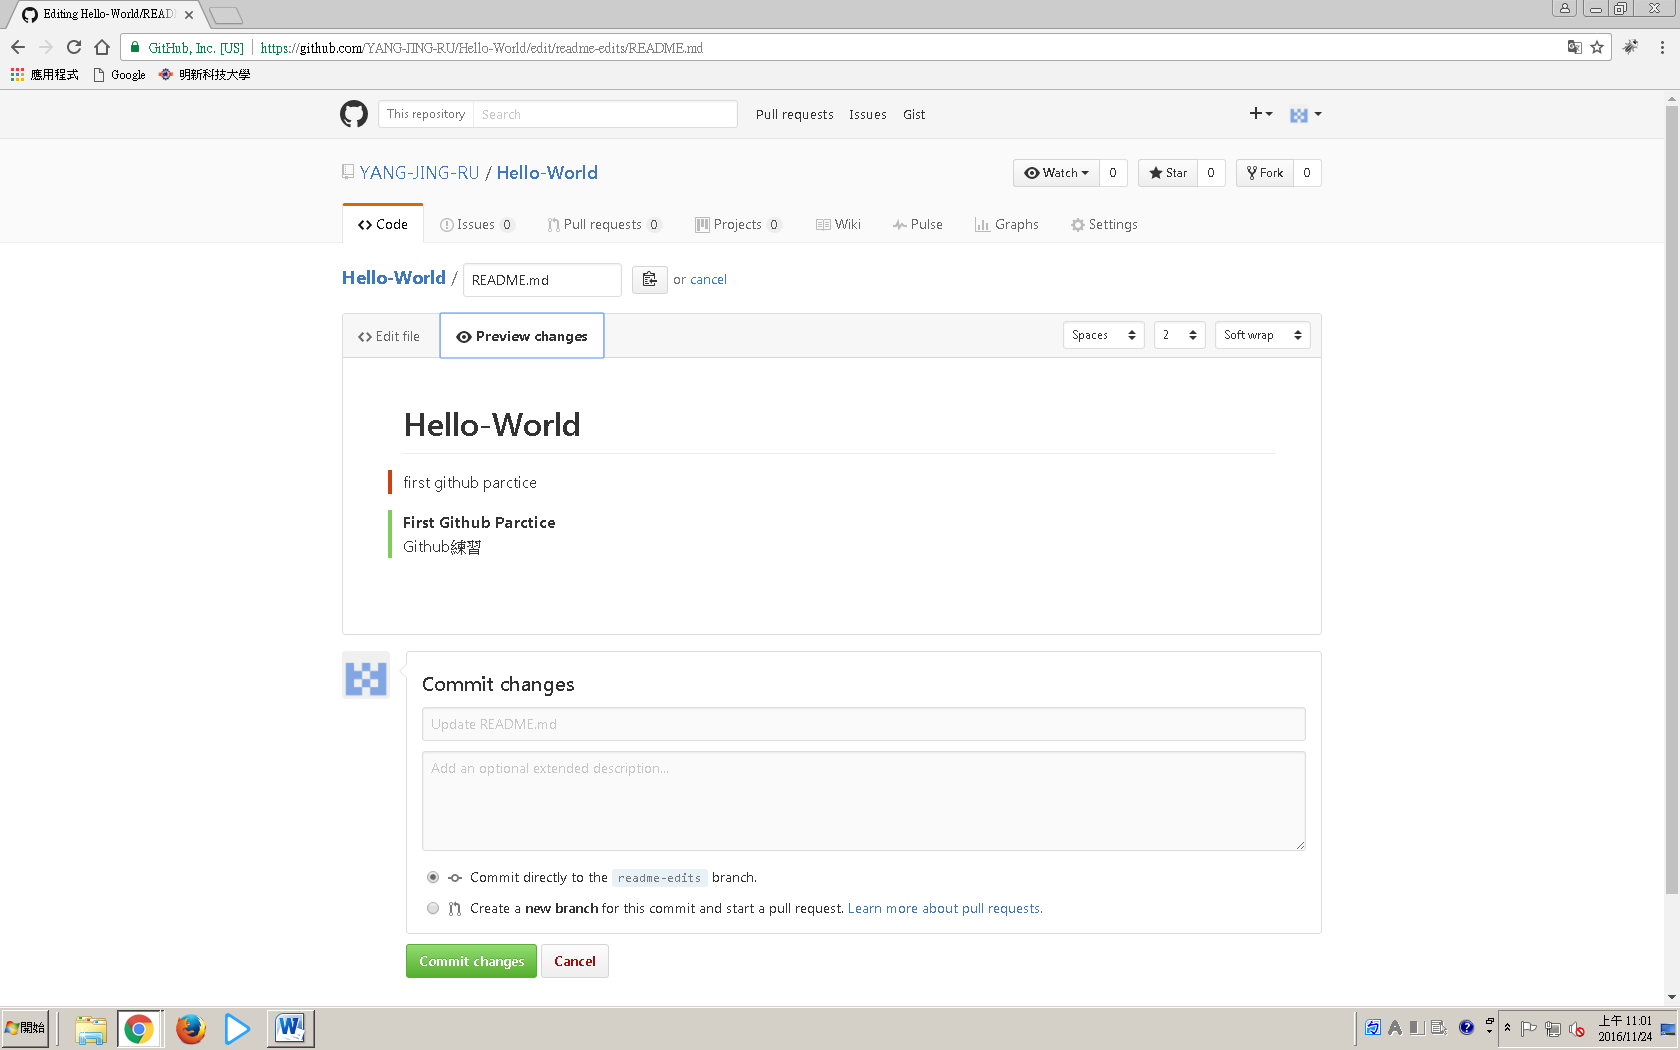 Editing Hello-World/READ
GitHub, Inc. [US] https://github.com/YANG-JING-RU/Hello-World/edit/readme-edits/README.md
應用程式 Google 明新科技大學
This repository Search Pull requests Issues Gist
YANG-JING-RU / Hello-World Watch 0 Star 0 Fork 0
Code Issues 0 Pull requests 0 Projects 0 Wiki Pulse Graphs Settings
Hello-World / README.md or cancel
Edit file Preview changes Spaces 2 Soft wrap
Hello-World
first github parctice
First Github Parctice
Github練習
Commit changes
Update README.md
Add an optional extended description...
Commit directly to the readme-edits branch.
Create a new branch for this commit and start a pull request. Learn more about pull requests.
Commit changes Cancel
開始 上午 11:01
2016/11/24